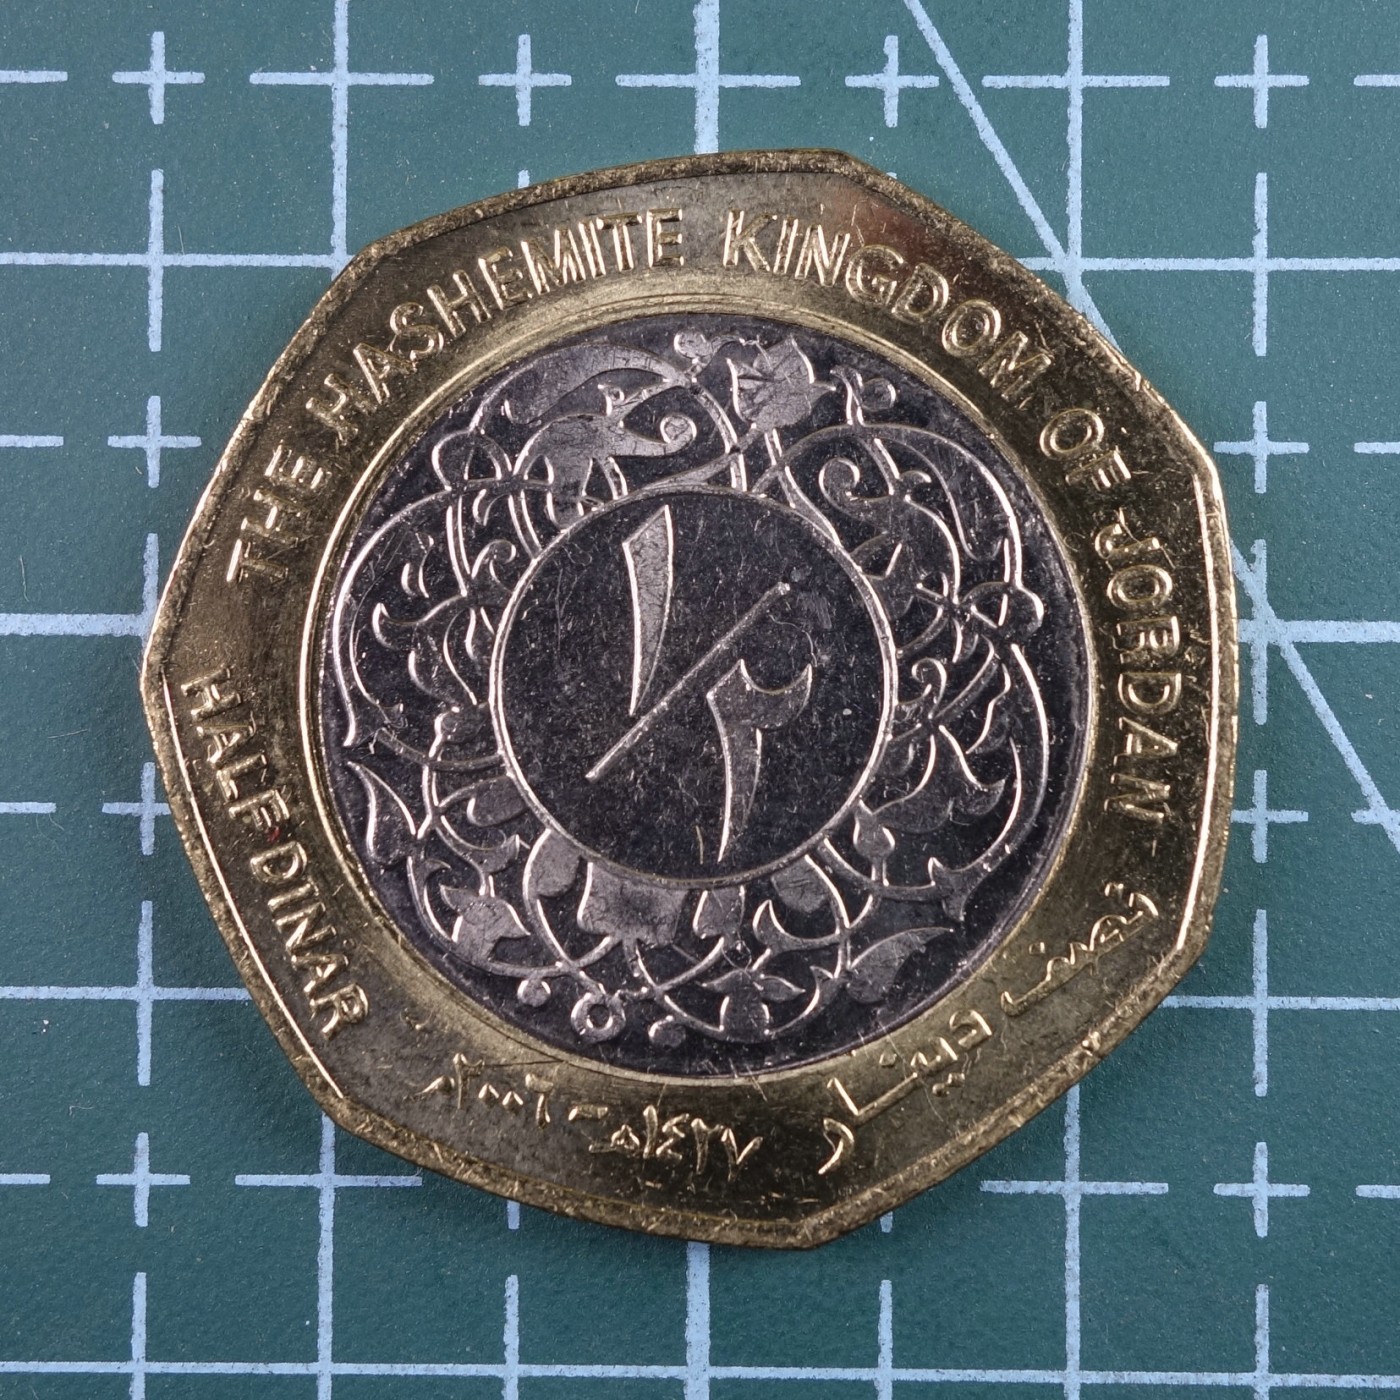 THE HASHEMITE KINGDOM OF JORDAN
HALF DINAR
١/٢
نصف دينار
١٤٢٧هـ - ٢٠٠٦م